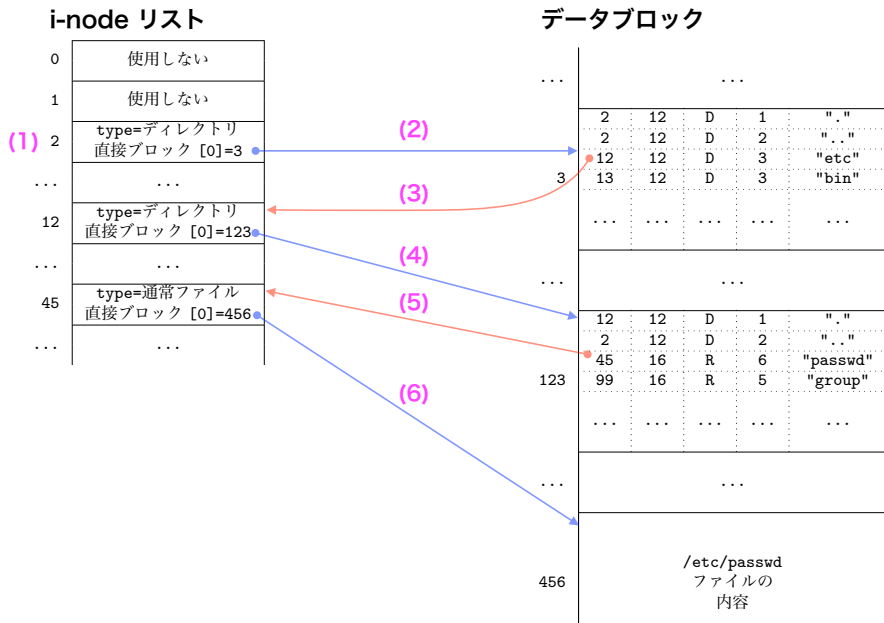 i-node リスト
0 使用しない
1 使用しない
(1) 2 type=ディレクトリ
直接ブロック [0]=3
... ...
12 type=ディレクトリ
直接ブロック [0]=123
... ...
45 type=通常ファイル
直接ブロック [0]=456
... ...
(2)
(3)
(4)
(5)
(6)
データブロック
... ...
3
2 12 D 1 "."
2 12 D 2 ".."
12 12 D 3 "etc"
13 12 D 3 "bin"
... ... ... ... ...
... ...
123
12 12 D 1 "."
2 12 D 2 ".."
45 16 R 6 "passwd"
99 16 R 5 "group"
... ... ... ... ...
... ...
456
/etc/passwd
ファイルの
内容